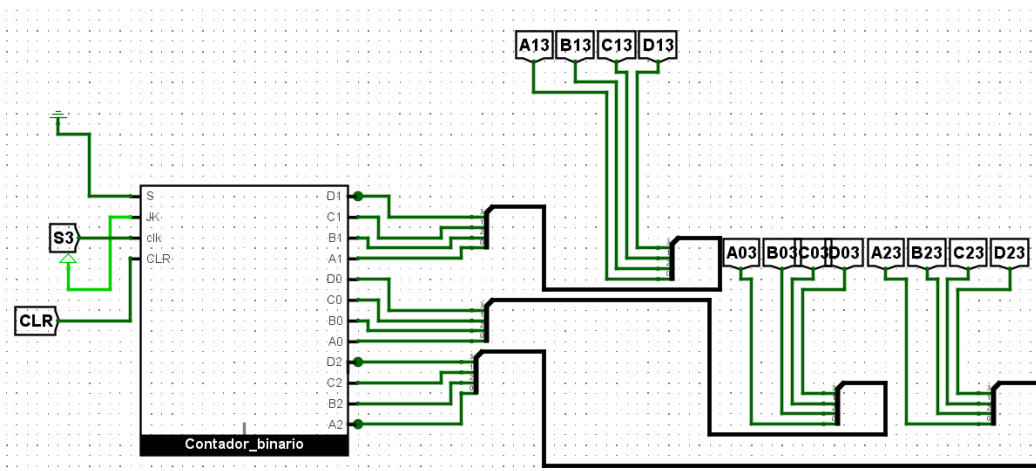 A13 B13 C13 D13
S D1
JK C1
S3 clk B1
CLR A1
A03 B03 C03 D03 A23 B23 C23 D23
D0
C0
CLR B0
A0
D2
C2
B2
A2
Contador_binario